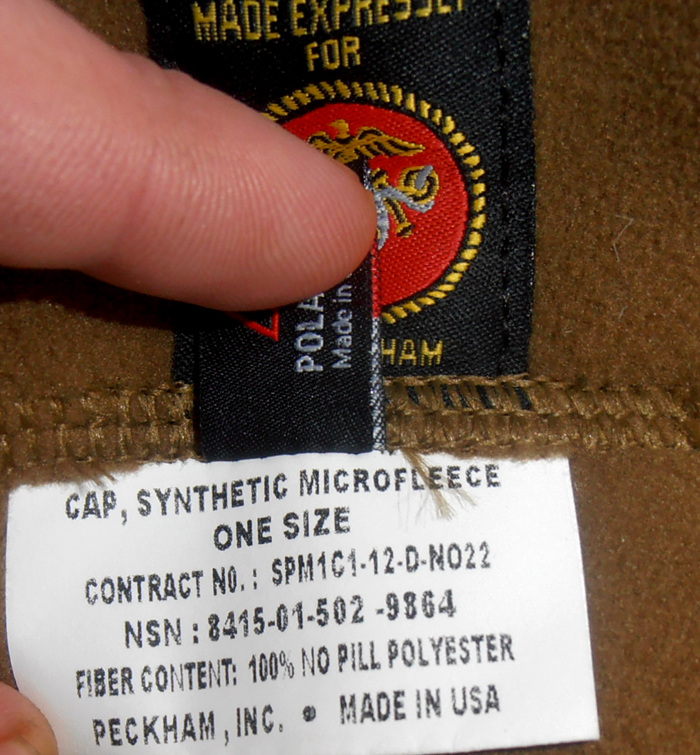 MADE EXPRESSLY
FOR
POLA
Made in
HAM
CAP, SYNTHETIC MICROFLEECE
ONE SIZE
CONTRACT NO.: SPM1C1-12-D-NO22
NSN : 8415-01-502 -9864
FIBER CONTENT: 100% NO PILL POLYESTER
PECKHAM, INC. • MADE IN USA